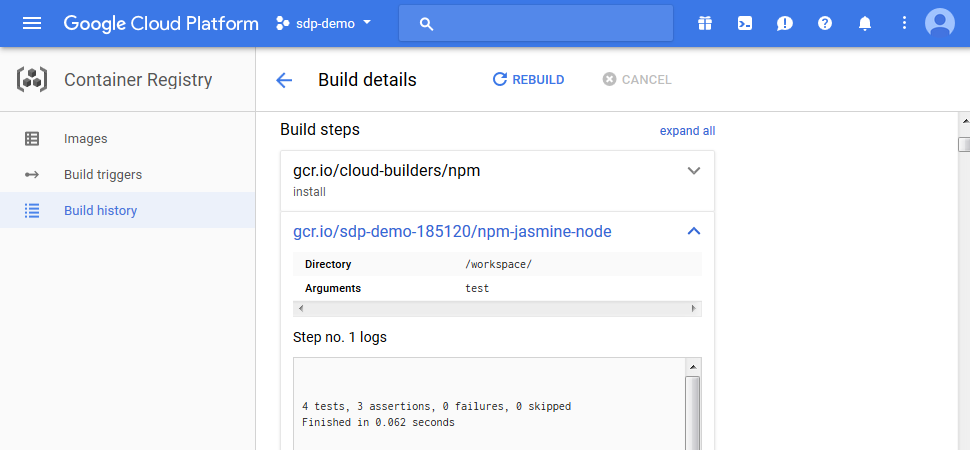 Google Cloud Platform sdp-demo
Container Registry
Build details REBUILD CANCEL
Images
Build triggers
Build history
Build steps expand all
gcr.io/cloud-builders/npm
install
gcr.io/sdp-demo-185120/npm-jasmine-node
Directory /workspace/
Arguments test
Step no. 1 logs
4 tests, 3 assertions, 0 failures, 0 skipped
Finished in 0.062 seconds